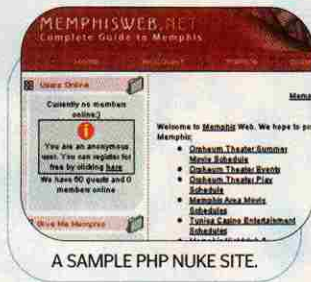 MEMPHISWEB.NET
Complete Guide to Memphis
HOME
Users Online
Currently no members
online:)
You are an anonymous
user. You can register for
free by clicking here
We have 60 guests and 0
members online
Give Me Memphis
Welcome to Memphis Web. We hope to
Memphis:
Orpheum Theater Summer
Movie Schedule
Orpheum Theater Events
Orpheum Theater Play
Schedule
Memphis Area Movie
Schedules
Tunica Casino Entertainment
Schedules
A SAMPLE PHP NUKE SITE.